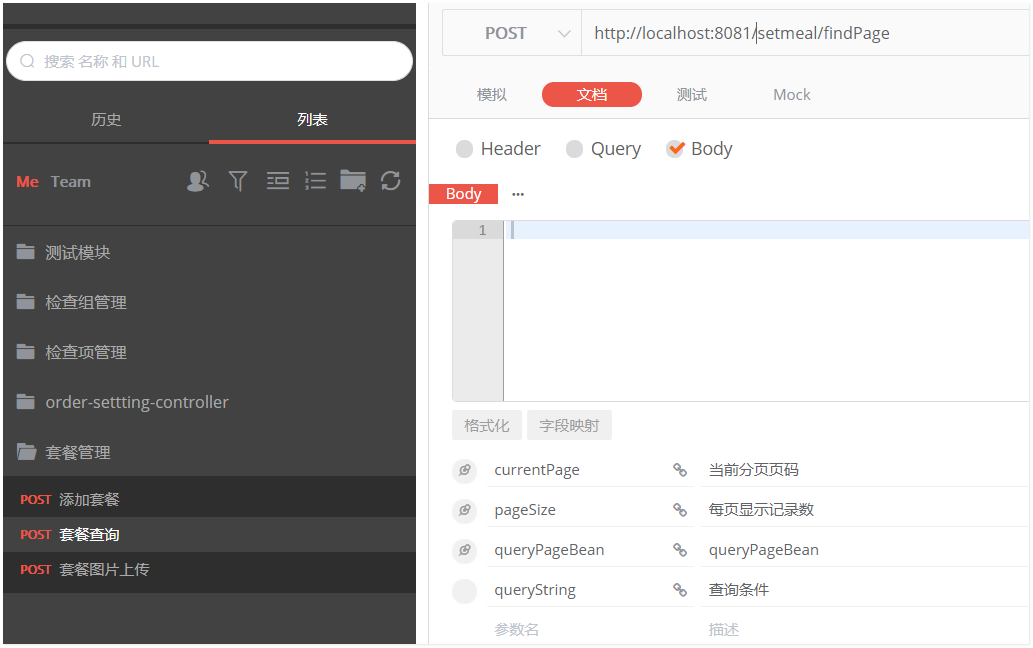 搜索 名称 和 URL
历史 列表
Me Team
测试模块
检查组管理
检查项管理
order-settting-controller
套餐管理
POST 添加套餐
POST 套餐查询
POST 套餐图片上传
POST http://localhost:8081/setmeal/findPage
模拟 文档 测试 Mock
Header Query Body
Body ...
1
格式化 字段映射
currentPage 当前分页页码
pageSize 每页显示记录数
queryPageBean queryPageBean
queryString 查询条件
参数名 描述